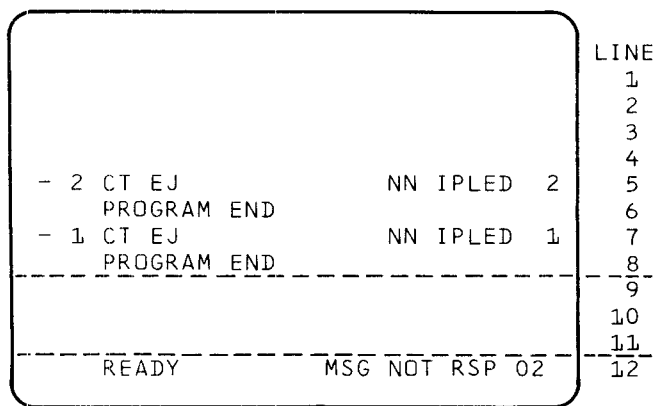 LINE
1
2
3
4
- 2 CT EJ NN IPLED 2 5
PROGRAM END 6
- 1 CT EJ NN IPLED 1 7
PROGRAM END 8
9
10
11
READY MSG NOT RSP 02 12